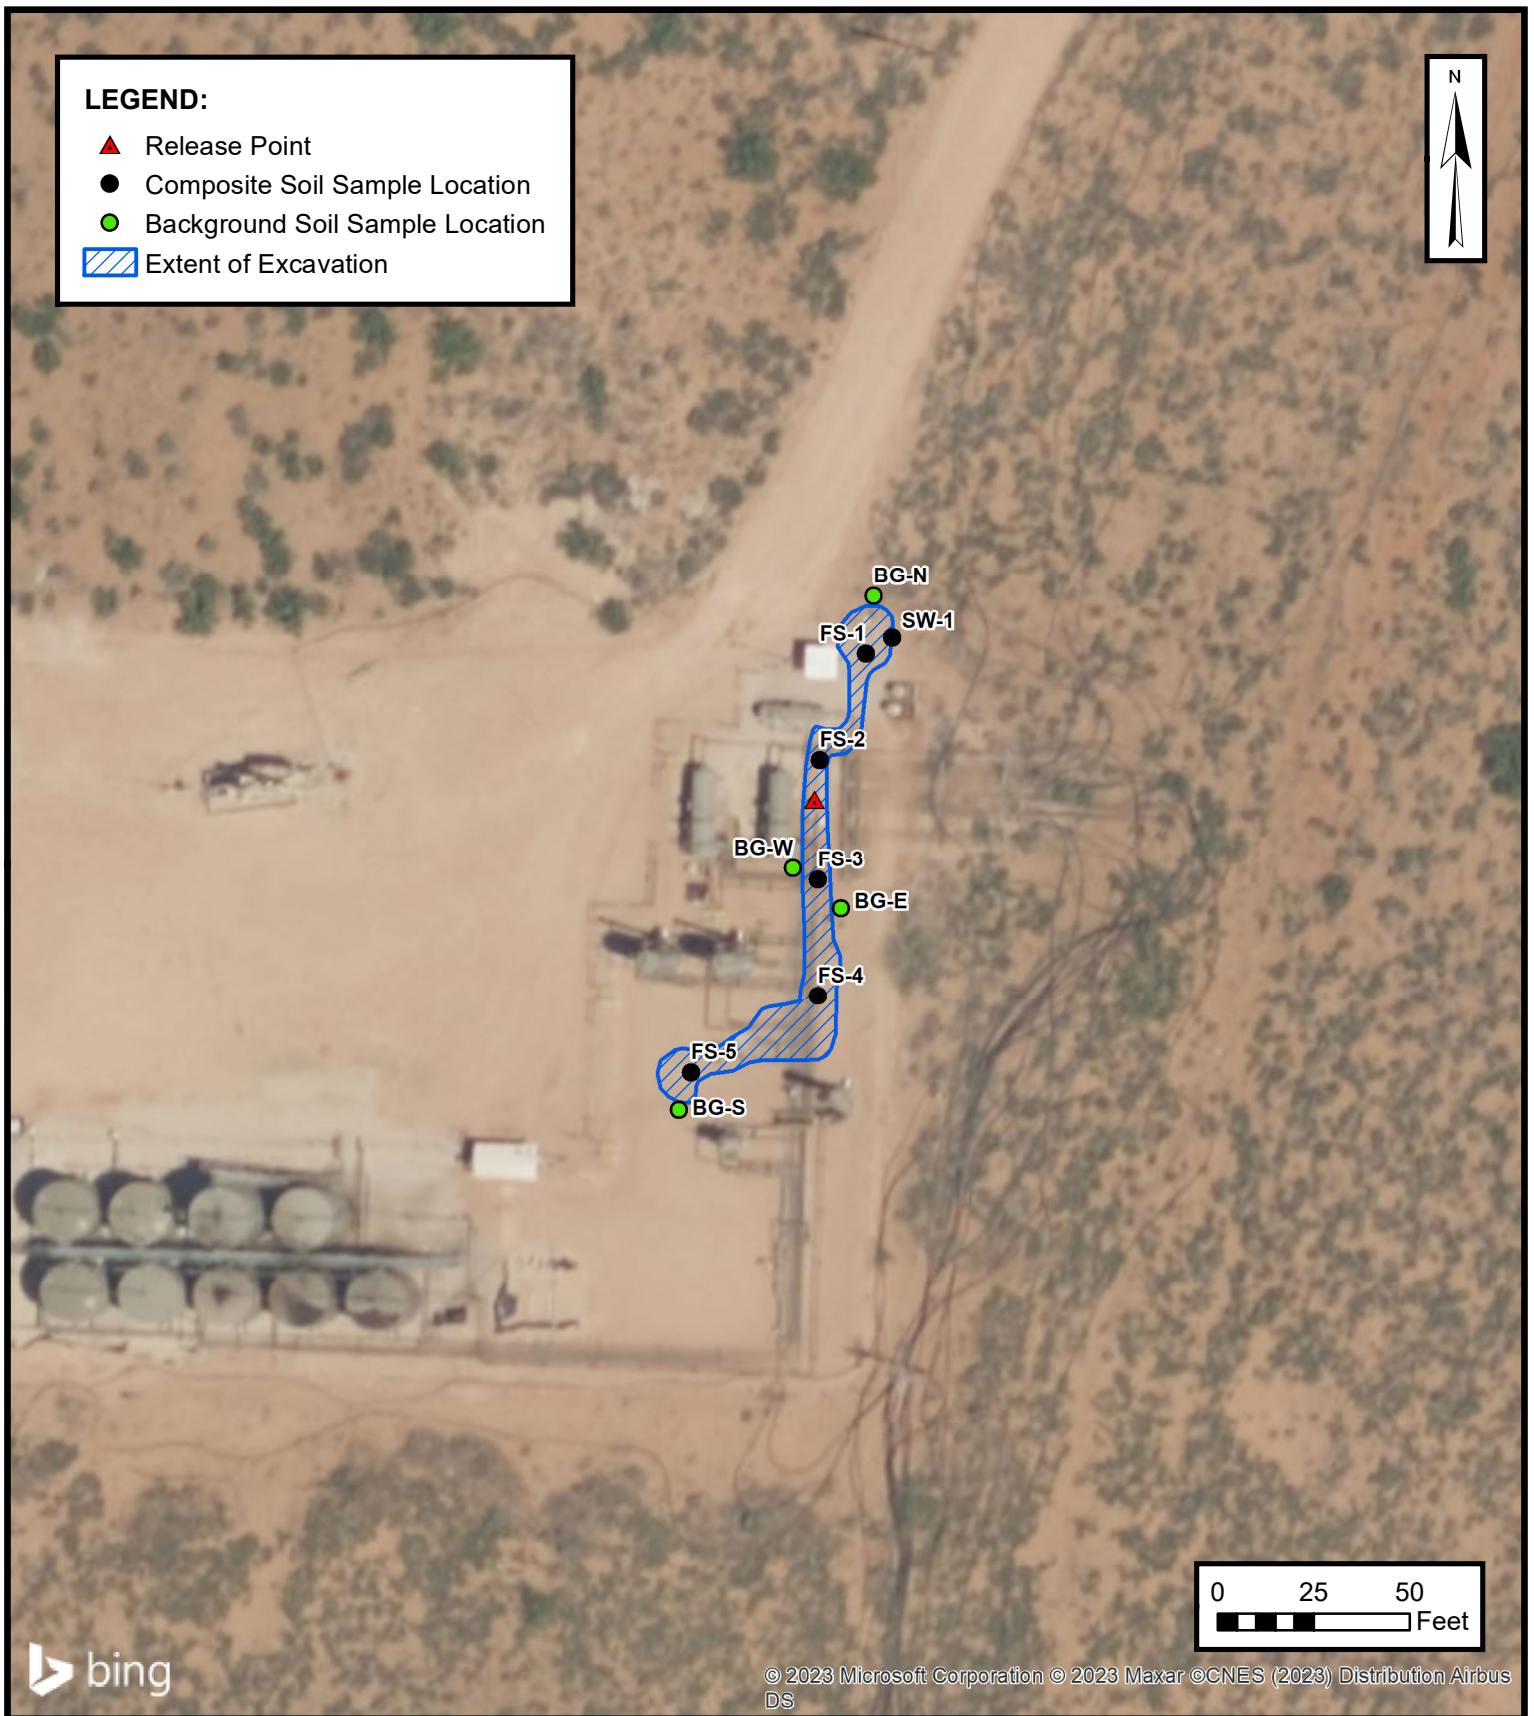 LEGEND:
Release Point
Composite Soil Sample Location
Background Soil Sample Location
Extent of Excavation
N
BG-N
SW-1
FS-1
FS-2
BG-W
FS-3
BG-E
FS-4
FS-5
BG-S
0 25 50
Feet
bing
© 2023 Microsoft Corporation © 2023 Maxar ©CNES (2023) Distribution Airbus
DS